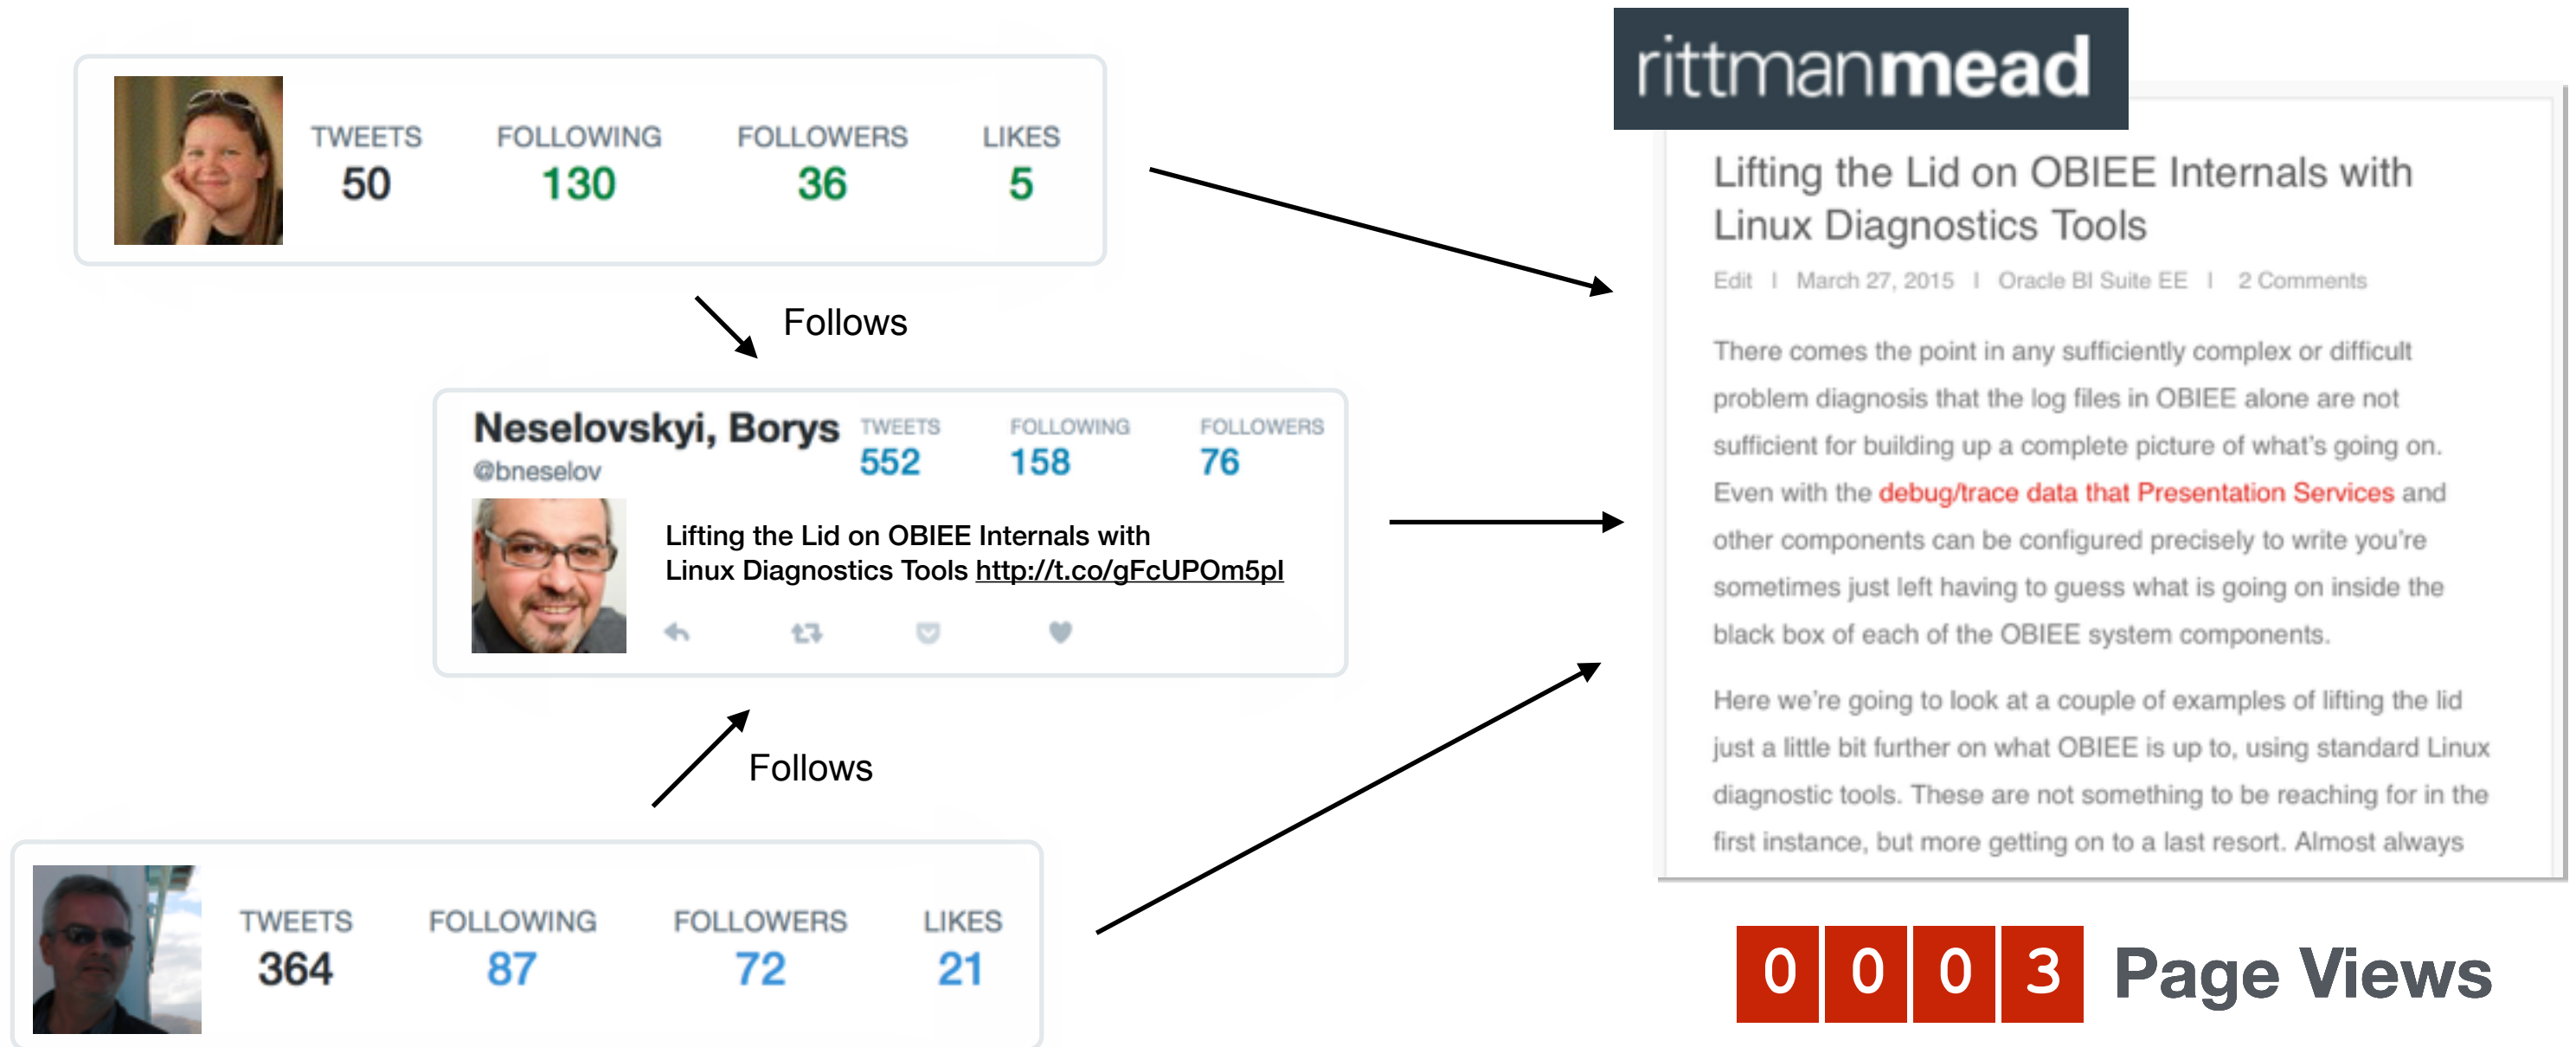 rittmanmead
TWEETS FOLLOWING FOLLOWERS LIKES
50 130 36 5
Follows
Neselovskyi, Borys TWEETS FOLLOWING FOLLOWERS
@bneselov 552 158 76
Lifting the Lid on OBIEE Internals with
Linux Diagnostics Tools http://t.co/gFcUPOm5pI
Follows
TWEETS FOLLOWING FOLLOWERS LIKES
364 87 72 21
Lifting the Lid on OBIEE Internals with
Linux Diagnostics Tools
Edit | March 27, 2015 | Oracle BI Suite EE | 2 Comments
There comes the point in any sufficiently complex or difficult
problem diagnosis that the log files in OBIEE alone are not
sufficient for building up a complete picture of what's going on.
Even with the debug/trace data that Presentation Services and
other components can be configured precisely to write you're
sometimes just left having to guess what is going on inside the
black box of each of the OBIEE system components.
Here we're going to look at a couple of examples of lifting the lid
just a little bit further on what OBIEE is up to, using standard Linux
diagnostic tools. These are not something to be reaching for in the
first instance, but more getting on to a last resort. Almost always
0 0 0 3 Page Views